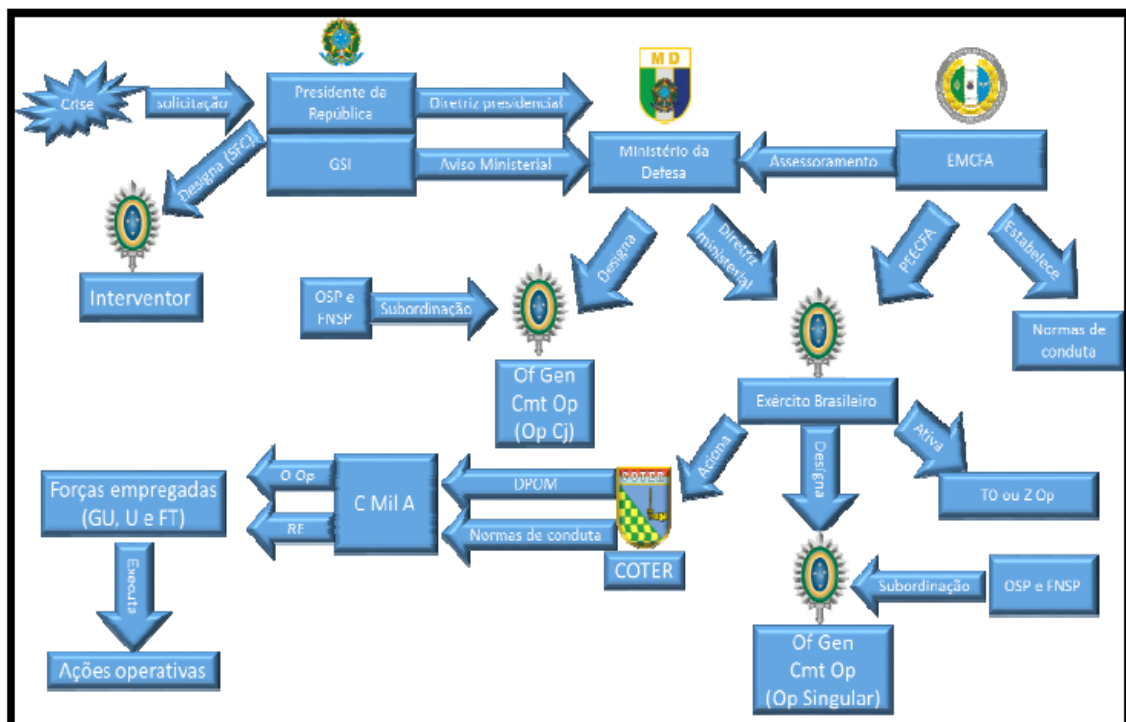 M D
Crise
solicitação
Presidente da
República
Diretriz presidencial
GSI
Aviso Ministerial
Ministério da
Defesa
Assessoramento
EMCFA
Designa (SFC)
Interventor
Designa
Diretriz
ministerial
PEECFA
Estabelece
OSP e
FNSP
Subordinação
Normas de
conduta
Of Gen
Cmt Op
(Op Cj)
Exército Brasileiro
Aciona
Designa
Ativa
TO ou Z Op
Forças empregadas
(GU, U e FT)
O Op
RE
C Mil A
DPOM
Normas de conduta
COTER
COTER
Executa
Ações operativas
Subordinação
OSP e FNSP
Of Gen
Cmt Op
(Op Singular)